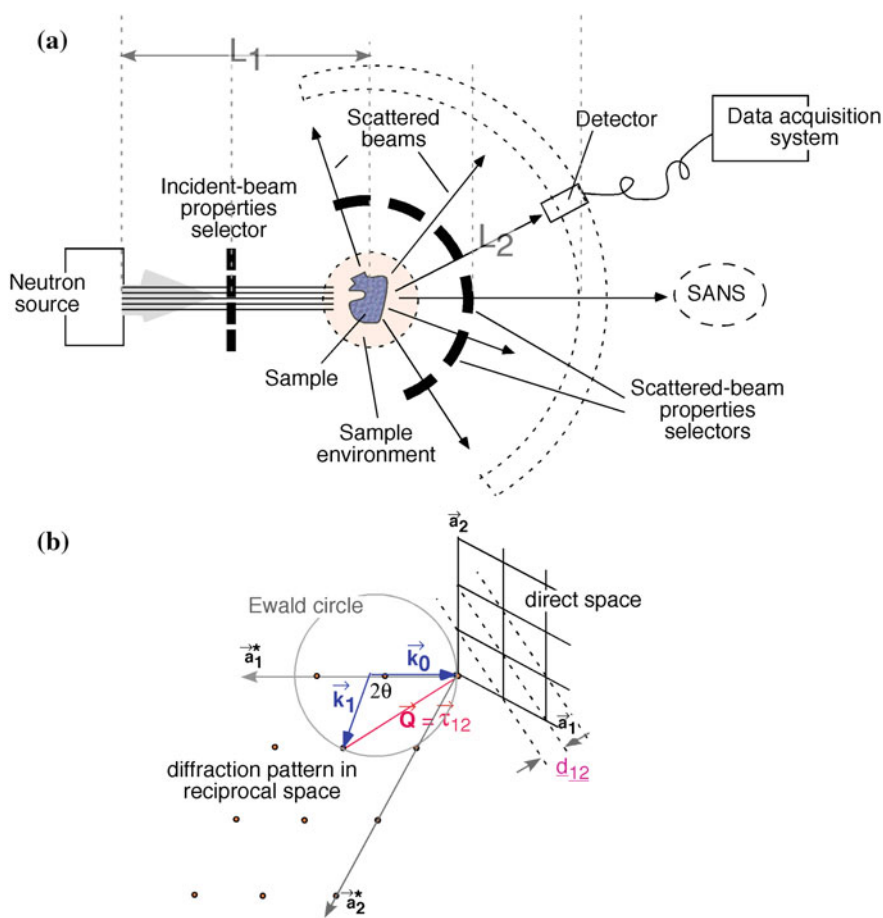 (a)
L1
Scattered
beams
Detector
Data acquisition
system
Incident-beam
properties
selector
L2
Neutron
source
SANS
Sample
Sample
environment
Scattered-beam
properties
selectors
(b)
a2
Ewald circle
direct space
a1*
k0
2θ
k1
Q = τ12
a1
d12
diffraction pattern in
reciprocal space
a2*